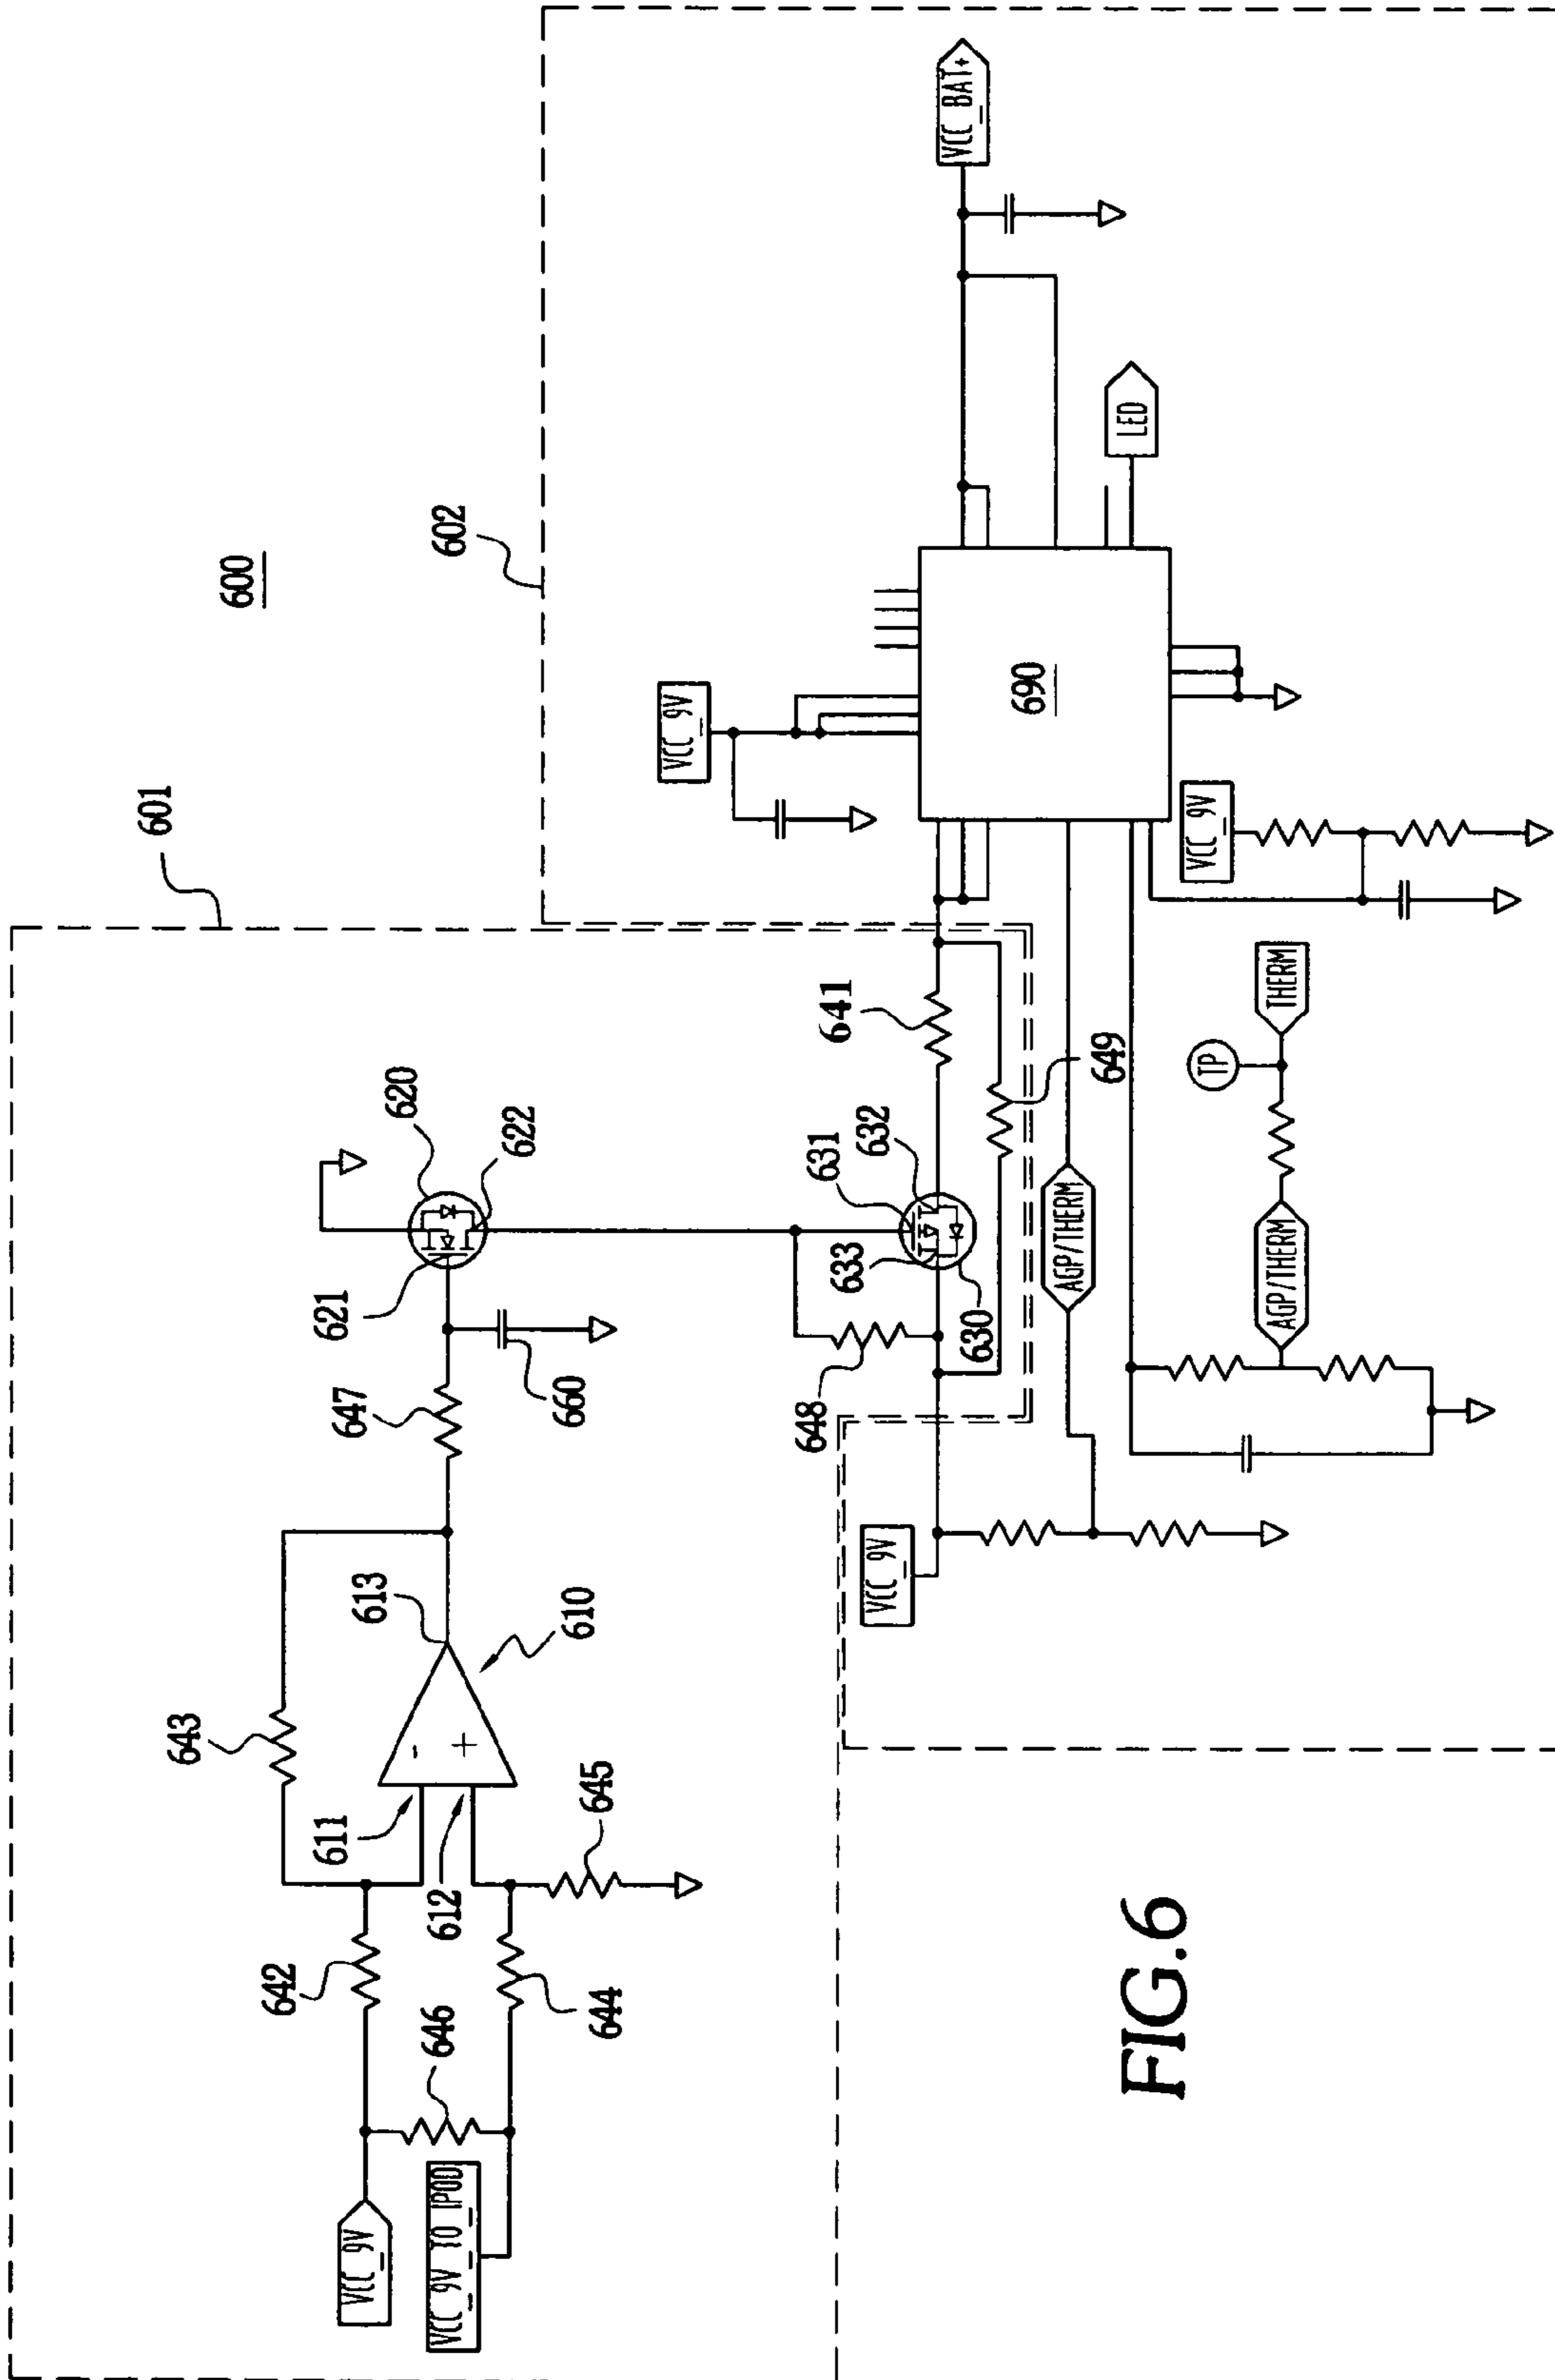 600
601
602
643
611
642
646
VCC_9V
VCC_9V_TO_IPOD
612
644
645
-
+
613
610
647
660
621
620
622
VCC_9V
VCC_BAT+
690
LED
648
633
631
632
630
641
649
VCC_9V
AGP/THERM
VCC_9V
TP
THERM
AGP/THERM
FIG.6